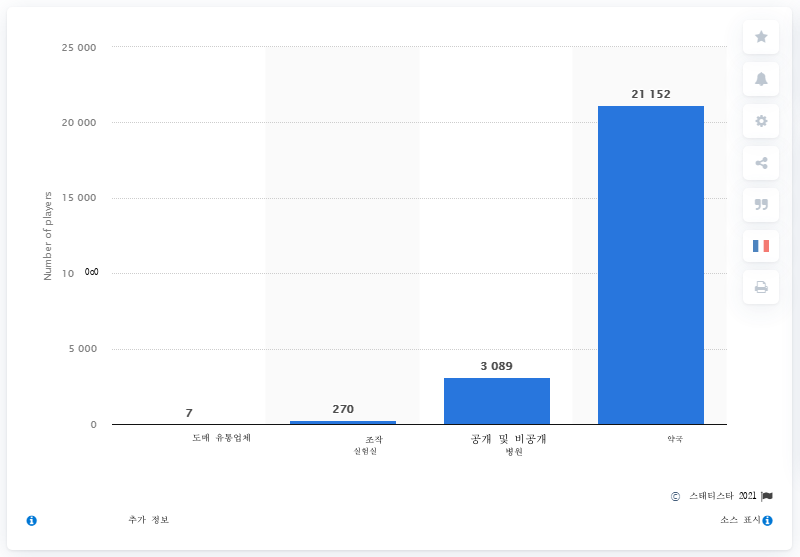 25 000
21 152
20 000
15 000
Number of players
10 000
5 000
3 089
270
7
0
도매 유통업체
조작
실험실
공개 및 비공개
병원
약국
© 스태티스타 2021
추가 정보
소스 표시